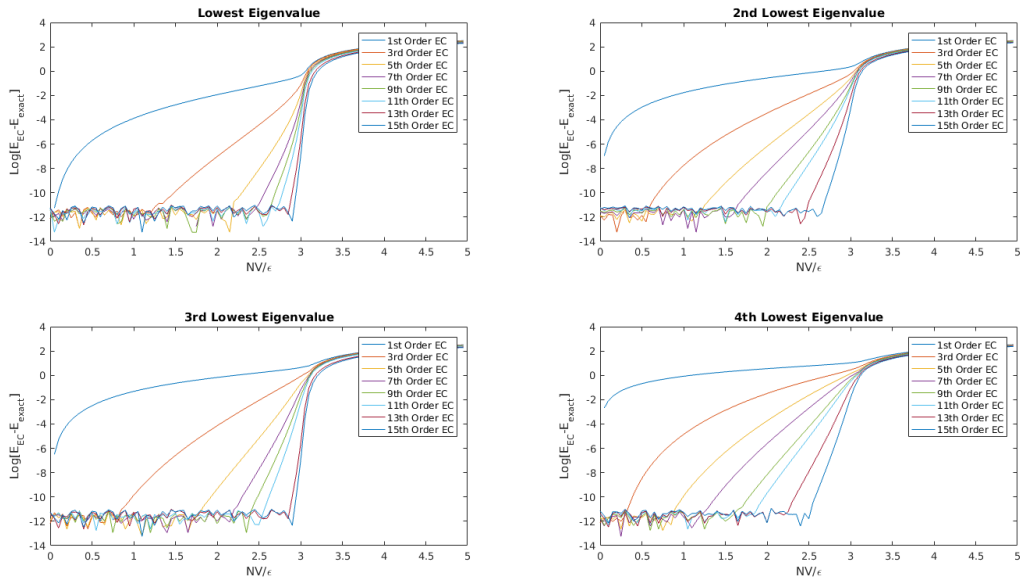 Lowest Eigenvalue
4
2
0
-2
-4
-6
-8
-10
-12
-14
Log[E_EC-E_exact]
0 0.5 1 1.5 2 2.5 3 3.5 4 4.5 5
NV/ϵ
1st Order EC
3rd Order EC
5th Order EC
7th Order EC
9th Order EC
11th Order EC
13th Order EC
15th Order EC
2nd Lowest Eigenvalue
4
2
0
-2
-4
-6
-8
-10
-12
-14
Log[E_EC-E_exact]
0 0.5 1 1.5 2 2.5 3 3.5 4 4.5 5
NV/ϵ
1st Order EC
3rd Order EC
5th Order EC
7th Order EC
9th Order EC
11th Order EC
13th Order EC
15th Order EC
3rd Lowest Eigenvalue
4
2
0
-2
-4
-6
-8
-10
-12
-14
Log[E_EC-E_exact]
0 0.5 1 1.5 2 2.5 3 3.5 4 4.5 5
NV/ϵ
1st Order EC
3rd Order EC
5th Order EC
7th Order EC
9th Order EC
11th Order EC
13th Order EC
15th Order EC
4th Lowest Eigenvalue
4
2
0
-2
-4
-6
-8
-10
-12
-14
Log[E_EC-E_exact]
0 0.5 1 1.5 2 2.5 3 3.5 4 4.5 5
NV/ϵ
1st Order EC
3rd Order EC
5th Order EC
7th Order EC
9th Order EC
11th Order EC
13th Order EC
15th Order EC